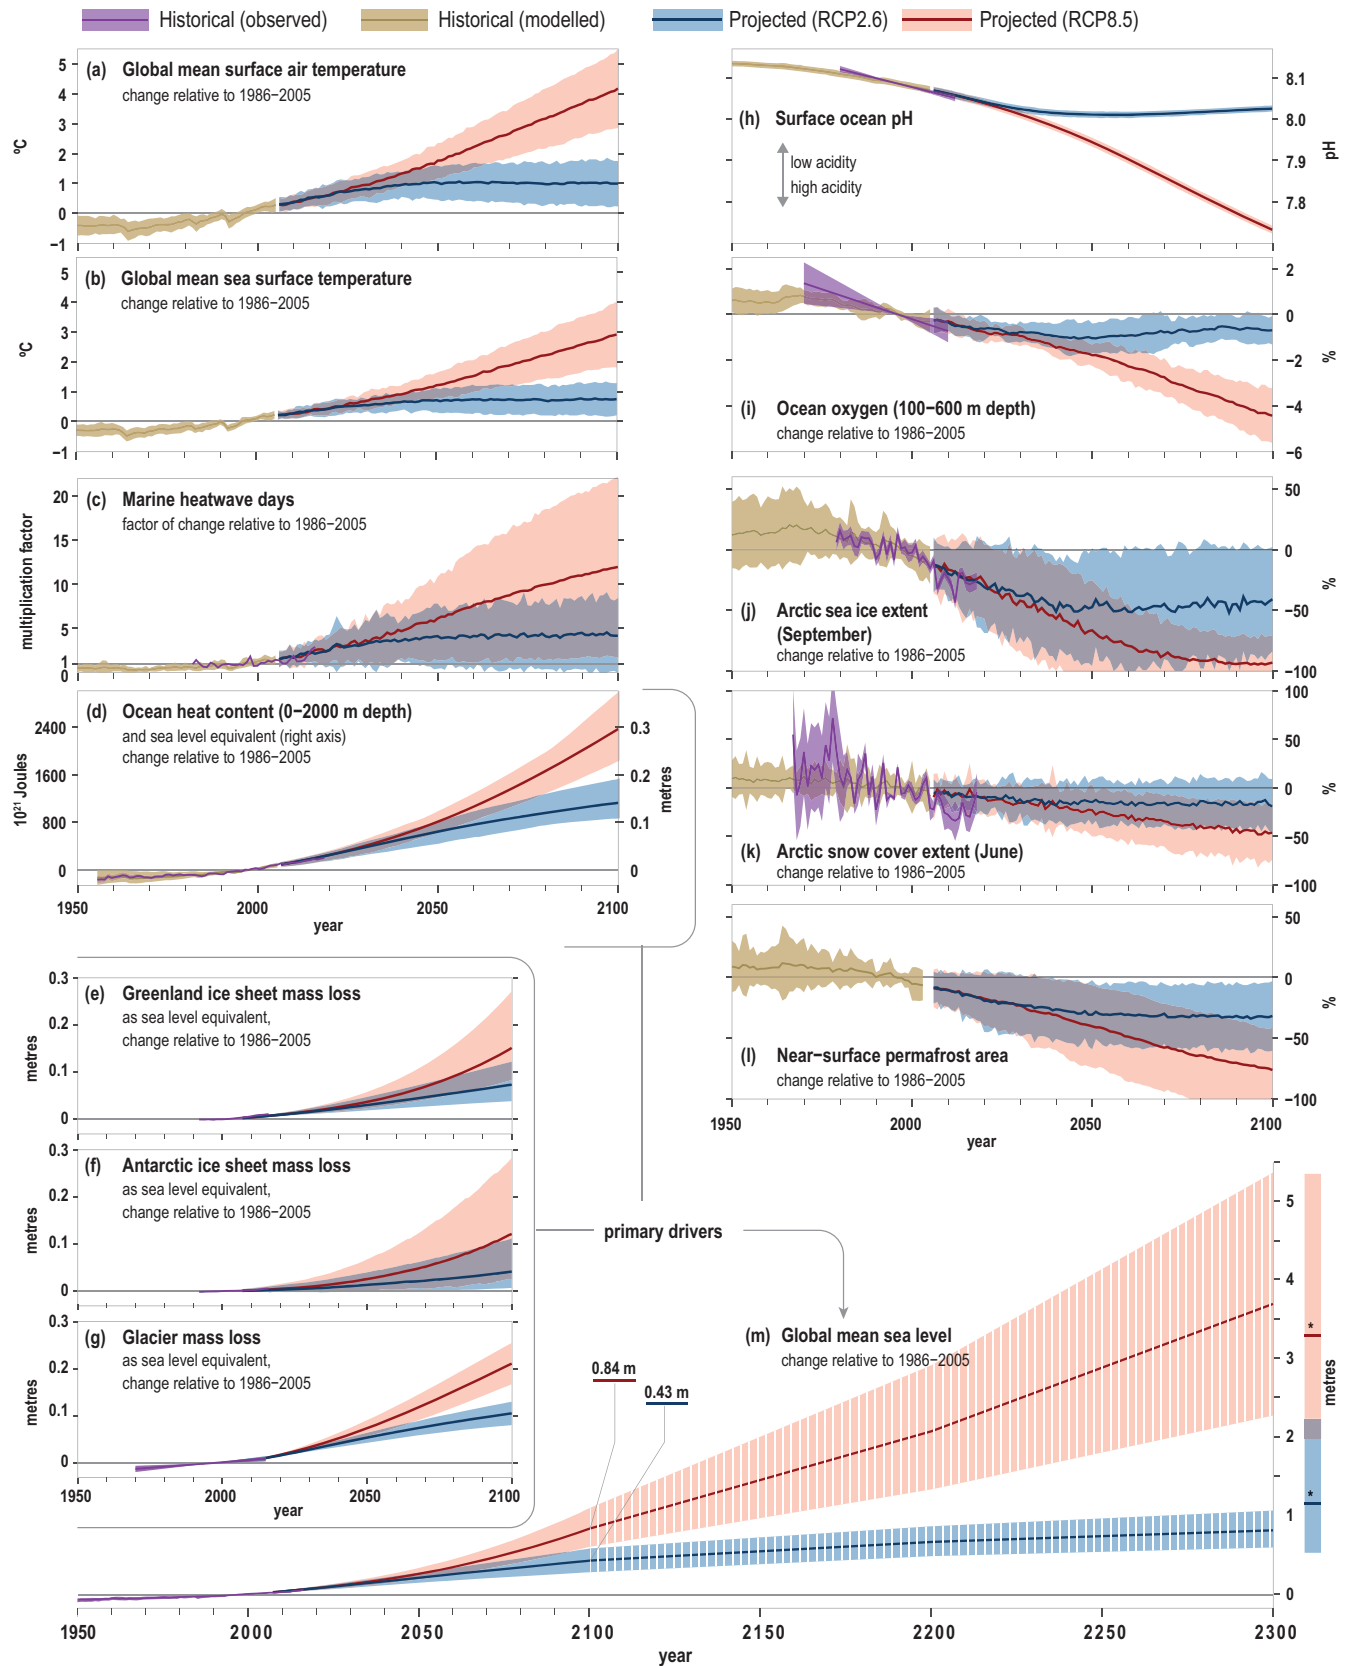 Historical (observed)
Historical (modelled)
Projected (RCP2.6)
Projected (RCP8.5)
(a) Global mean surface air temperature
change relative to 1986−2005
5
4
3
2
1
0
−1
ºC
(b) Global mean sea surface temperature
change relative to 1986−2005
5
4
3
2
1
0
−1
ºC
(c) Marine heatwave days
factor of change relative to 1986−2005
20
15
10
5
1
0
multiplication factor
(d) Ocean heat content (0−2000 m depth)
and sea level equivalent (right axis)
change relative to 1986−2005
2400
1600
800
0
10²¹ Joules
0.3
0.2
0.1
0
metres
1950
2000
2050
2100
year
(e) Greenland ice sheet mass loss
as sea level equivalent,
change relative to 1986−2005
0.3
0.2
0.1
0
metres
(f) Antarctic ice sheet mass loss
as sea level equivalent,
change relative to 1986−2005
0.3
0.2
0.1
0
metres
(g) Glacier mass loss
as sea level equivalent,
change relative to 1986−2005
0.3
0.2
0.1
0
metres
1950
2000
2050
2100
year
(h) Surface ocean pH
low acidity
high acidity
8.1
8.0
7.9
7.8
pH
(i) Ocean oxygen (100−600 m depth)
change relative to 1986−2005
2
0
−2
−4
−6
%
(j) Arctic sea ice extent
(September)
change relative to 1986−2005
50
0
−50
−100
%
(k) Arctic snow cover extent (June)
change relative to 1986−2005
100
50
0
−50
−100
%
(l) Near−surface permafrost area
change relative to 1986−2005
50
0
−50
−100
%
1950
2000
2050
2100
year
primary drivers
(m) Global mean sea level
change relative to 1986−2005
0.84 m
0.43 m
5
4
3
2
1
0
metres
*
*
1950
2000
2050
2100
2150
2200
2250
2300
year